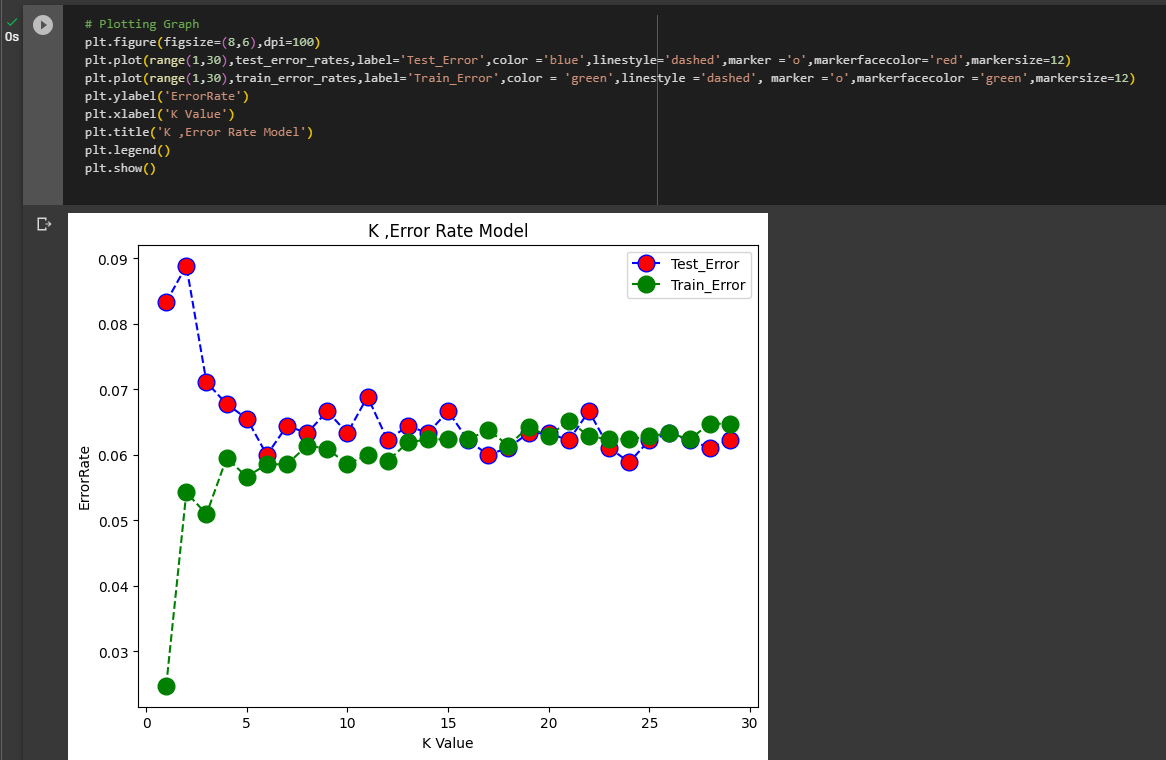 # Plotting Graph
0s
plt.figure(figsize=(8,6),dpi=100)
plt.plot(range(1,30),test_error_rates,label='Test_Error',color ='blue',linestyle='dashed',marker ='o',markerfacecolor='red',markersize=12)
plt.plot(range(1,30),train_error_rates,label='Train_Error',color = 'green',linestyle ='dashed', marker ='o',markerfacecolor ='green',markersize=12)
plt.ylabel('ErrorRate')
plt.xlabel('K Value')
plt.title('K ,Error Rate Model')
plt.legend()
plt.show()
K ,Error Rate Model
Test_Error
Train_Error
0.09
0.08
0.07
0.06
0.05
0.04
0.03
ErrorRate
0 5 10 15 20 25 30
K Value